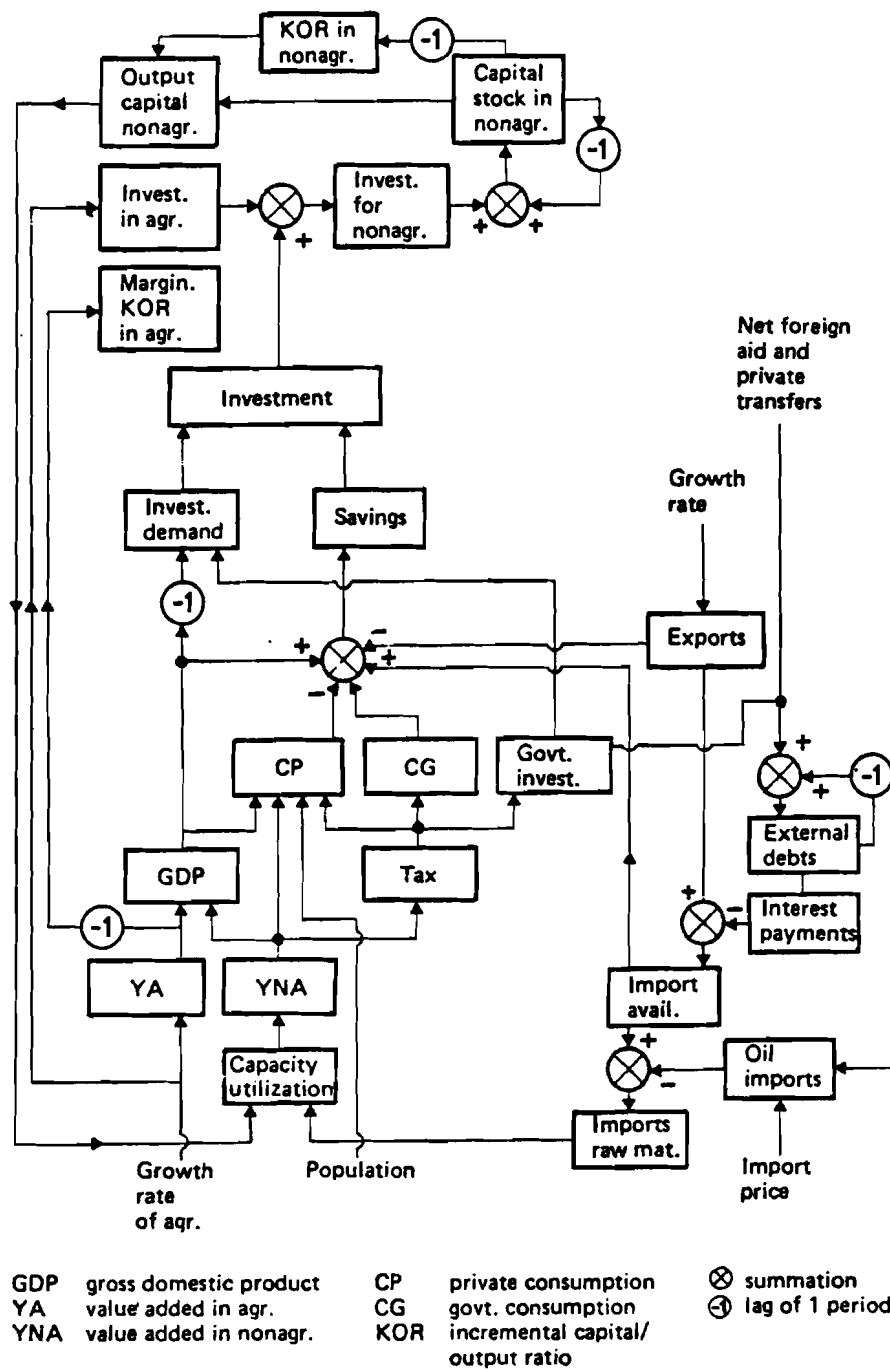 KOR in
nonagr.
-1
Output
capital
nonagr.
Capital
stock in
nonagr.
-1
Invest.
in agr.
+
Invest.
for
nonagr.
+
+
Margin.
KOR
in agr.
Net foreign
aid and
private
transfers
Investment
Growth
rate
Invest.
demand
Savings
-1
+
−
+
−
Exports
CP
CG
Govt.
invest.
+
+
-1
External
debts
GDP
Tax
-1
+
−
Interest
payments
YA
YNA
Import
avail.
Capacity
utilization
+
−
Oil
imports
Imports
raw mat.
Growth
rate
of agr.
Population
Import
price
GDP gross domestic product
YA value added in agr.
YNA value added in nonagr.
CP private consumption
CG govt. consumption
KOR incremental capital/
output ratio
⊗ summation
-1 lag of 1 period